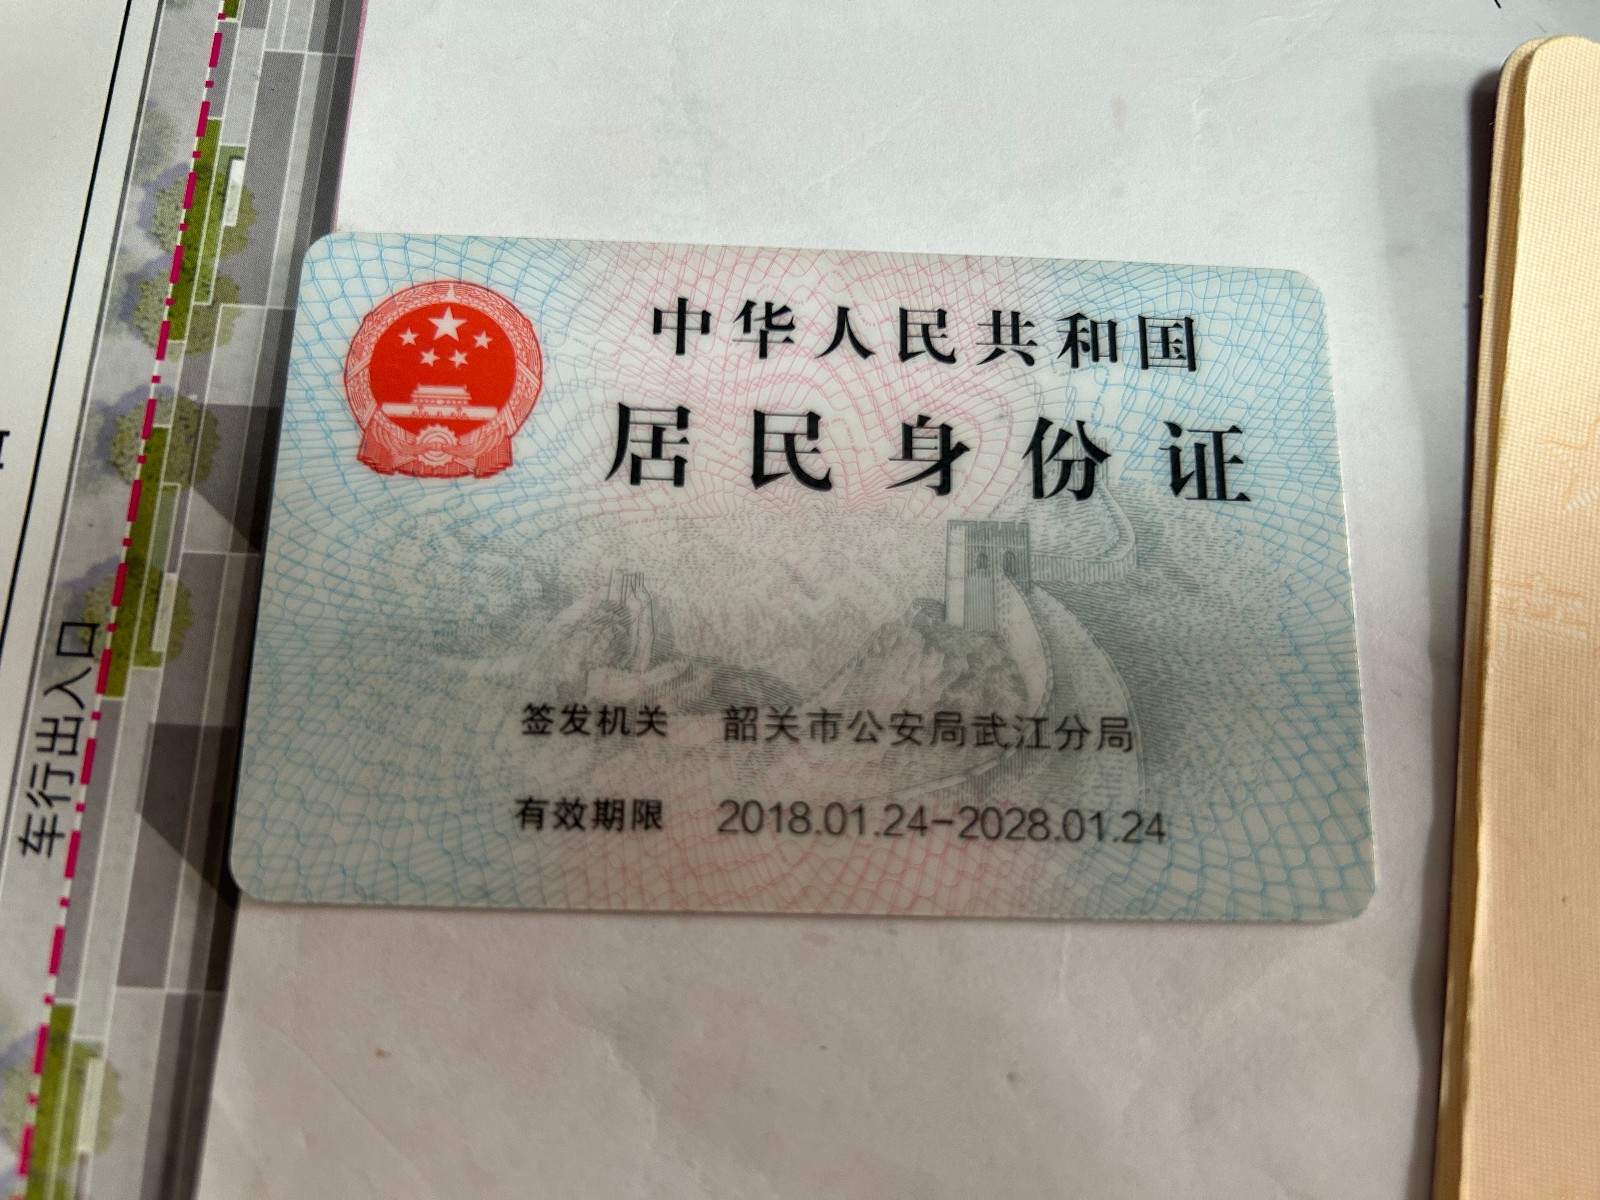 中华人民共和国
居民身份证
签发机关 韶关市公安局武江分局
有效期限 2018.01.24-2028.01.24
车行出入口